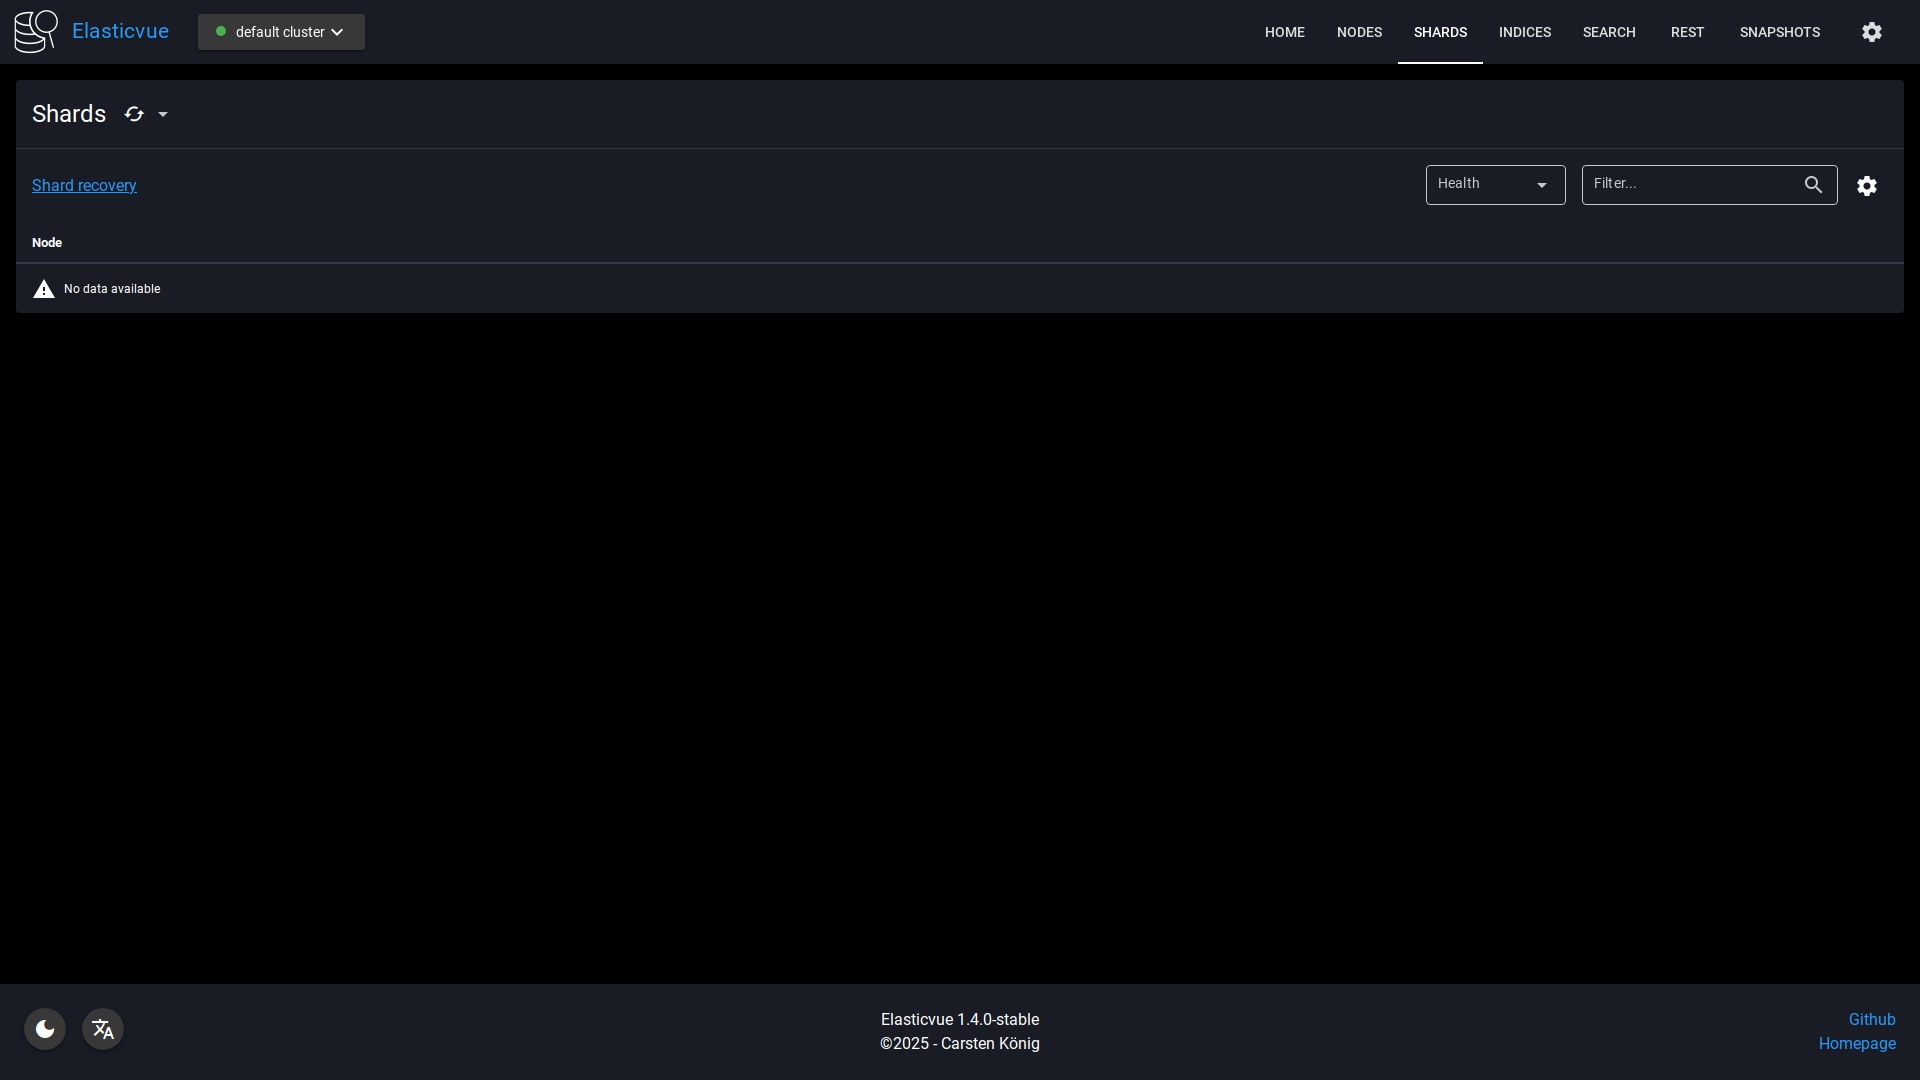 Elasticvue
default cluster
HOME
NODES
SHARDS
INDICES
SEARCH
REST
SNAPSHOTS
Shards
Shard recovery
Health
Filter...
Node
No data available
Elasticvue 1.4.0-stable
©2025 - Carsten König
Github
Homepage